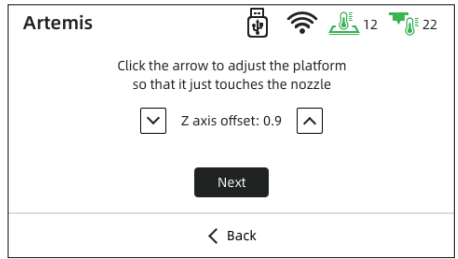 Artemis 12 22
Click the arrow to adjust the platform
so that it just touches the nozzle
Z axis offset: 0.9
Next
Back